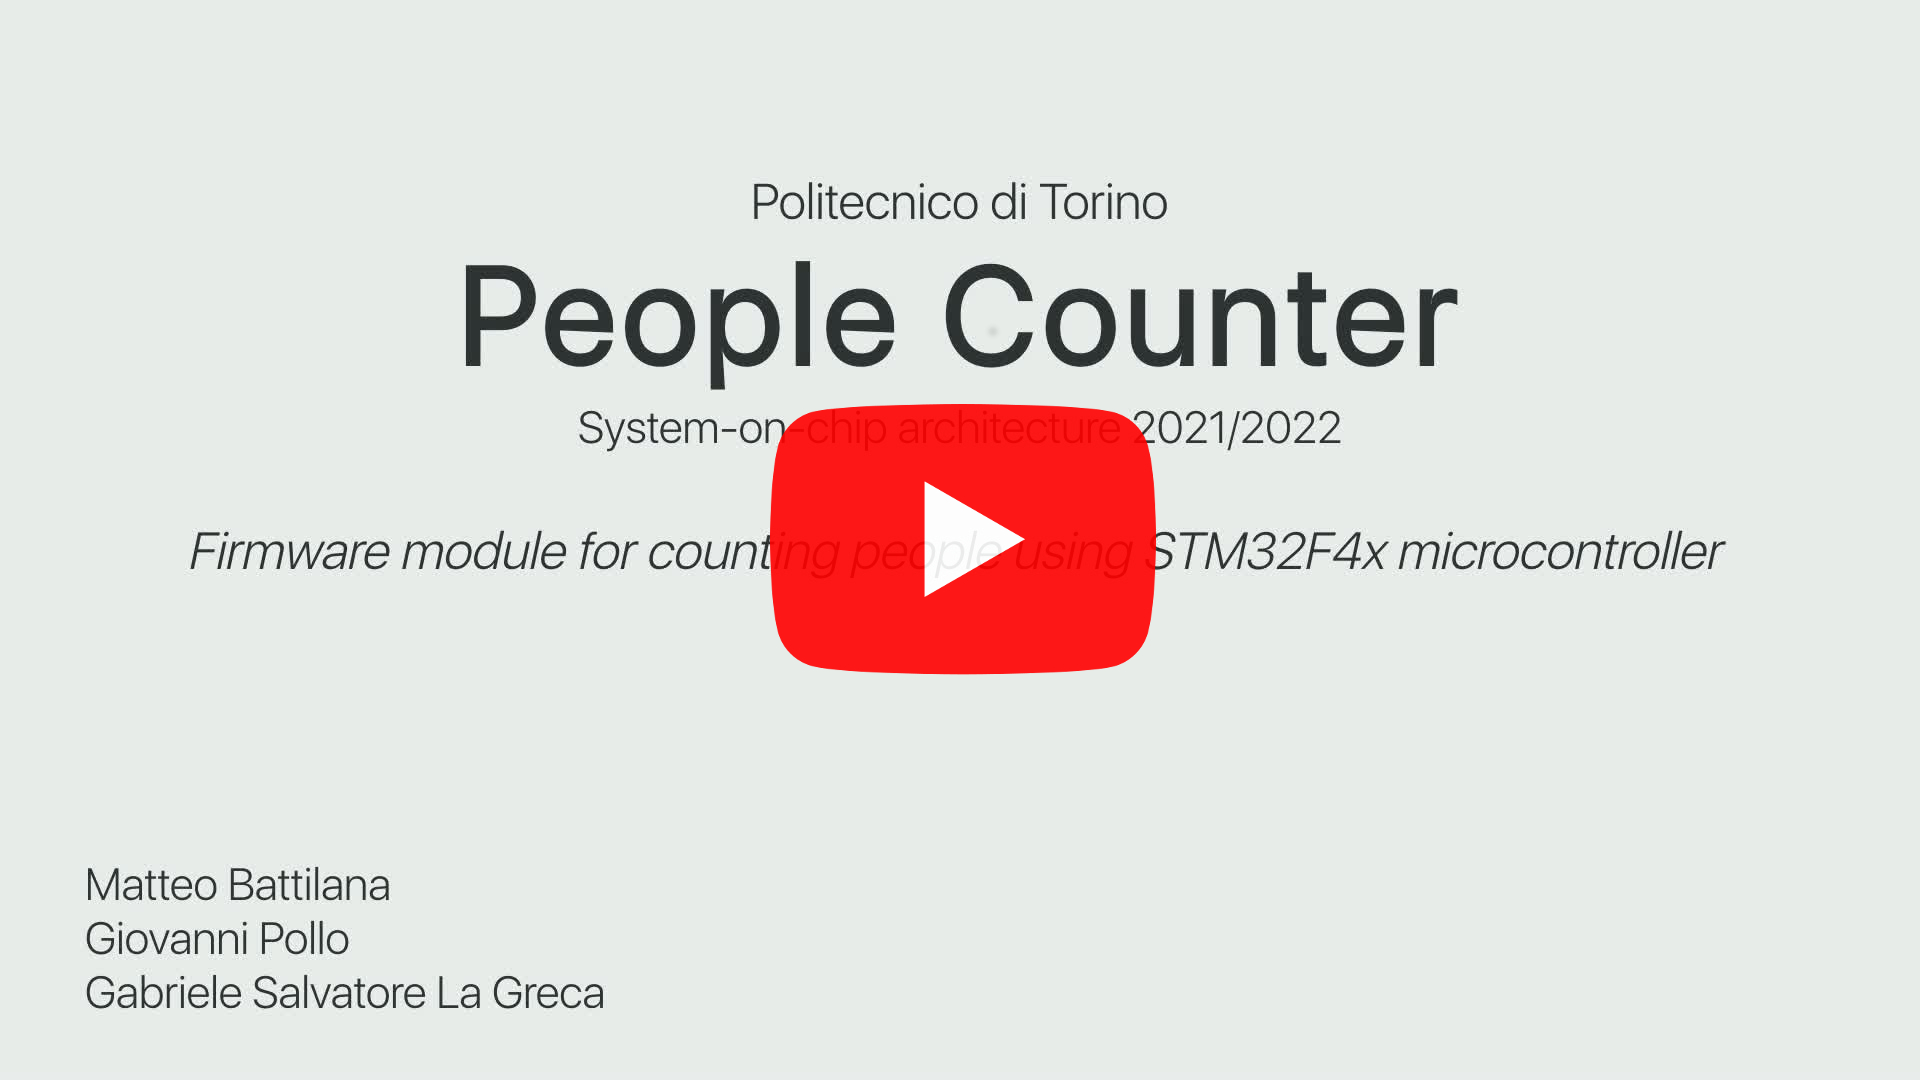 Politecnico di Torino
People Counter
System-on-chip architecture 2021/2022
Firmware module for counting people using STM32F4x microcontroller
Matteo Battilana
Giovanni Pollo
Gabriele Salvatore La Greca